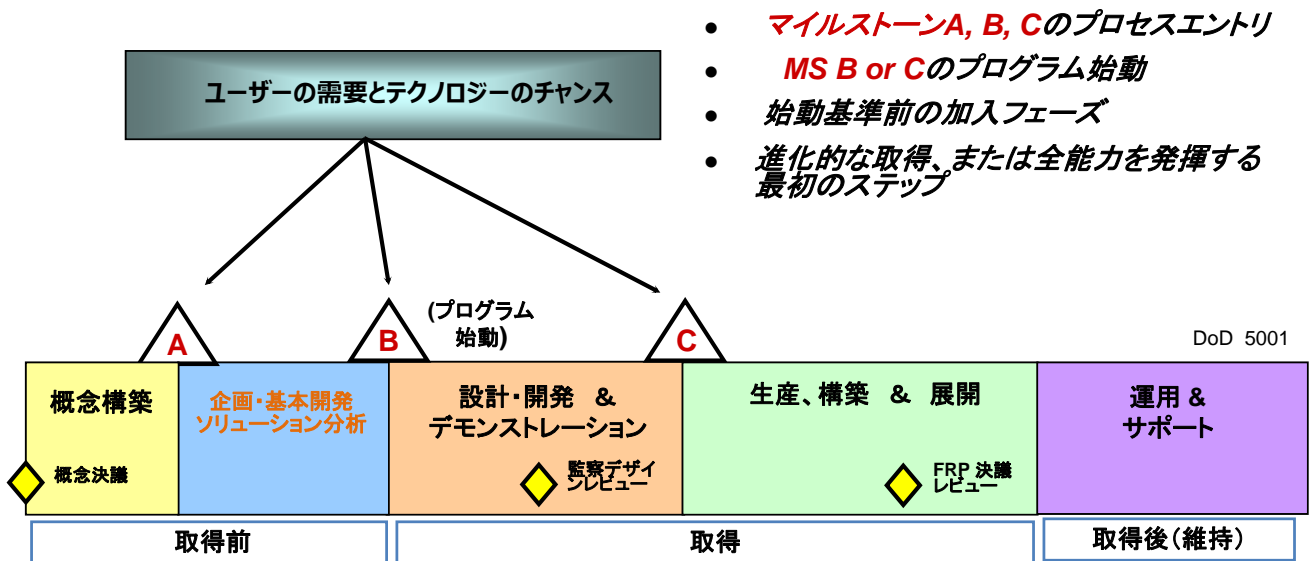 マイルストーンA, B, Cのプロセスエントリ
MS B or Cのプログラム始動
始動基準前の加入フェーズ
進化的な取得、または全能力を発揮する
最初のステップ
ユーザーの需要とテクノロジーのチャンス
A
B
(プログラム
始動)
C
DoD 5001
概念構築
企画・基本開発
ソリューション分析
設計・開発 &
デモンストレーション
生産、構築 & 展開
運用 &
サポート
概念決議
監察デザイ
ンレビュー
FRP 決議
レビュー
取得前
取得
取得後(維持)